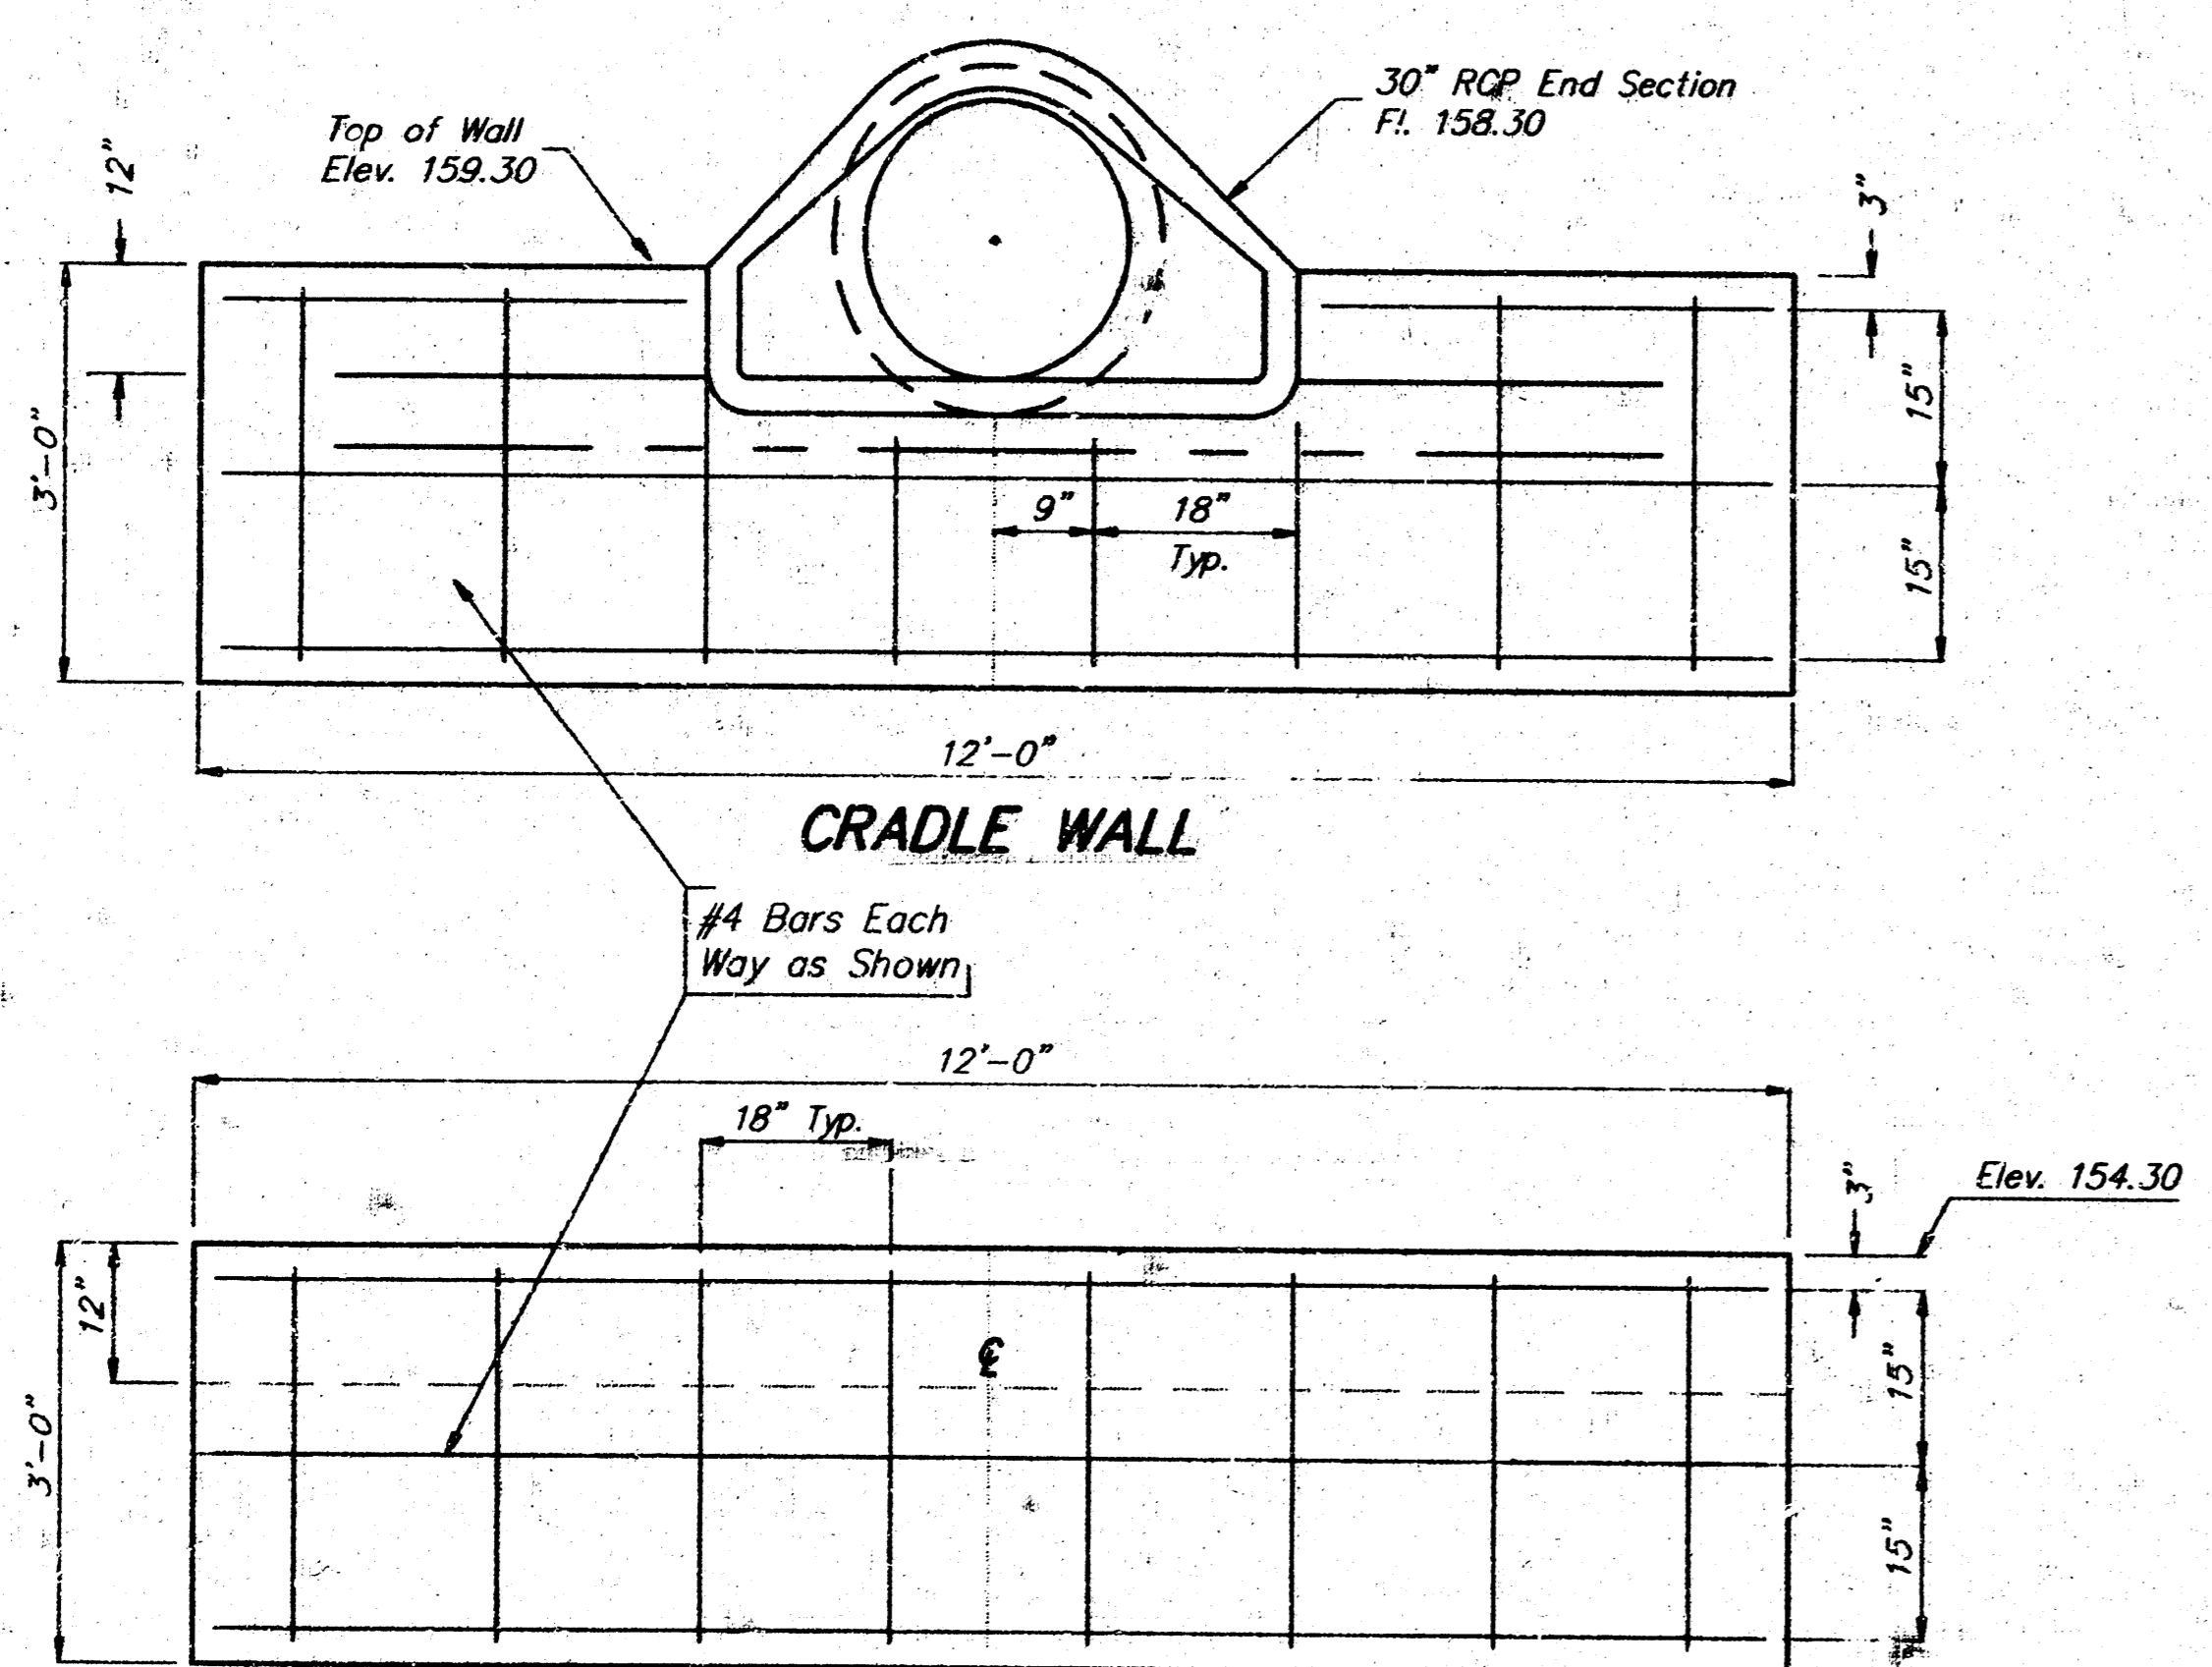 30" RCP End Section
Fl. 158.30
Top of Wall
Elev. 159.30
12"
3"
3'-0"
15"
9"
18"
Typ.
15"
12'-0"
CRADLE WALL
#4 Bars Each
Way as Shown
12'-0"
18" Typ.
3"
Elev. 154.30
12"
℄
15"
3'-0"
15"